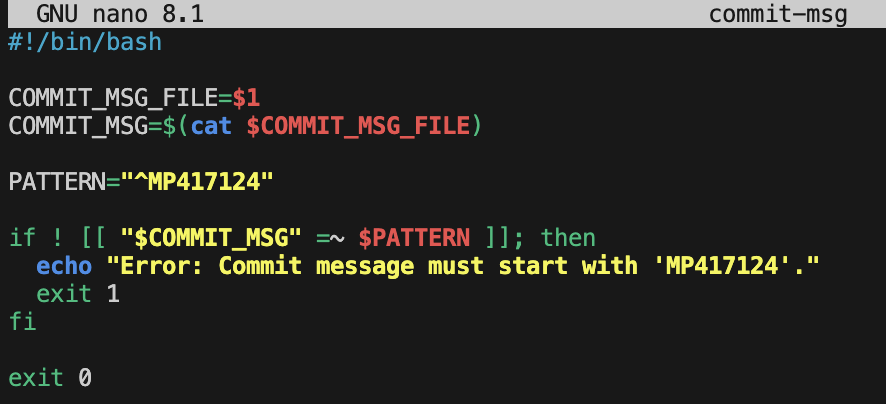 GNU nano 8.1 commit-msg
#!/bin/bash
COMMIT_MSG_FILE=$1
COMMIT_MSG=$(cat $COMMIT_MSG_FILE)
PATTERN="^MP417124"
if ! [[ "$COMMIT_MSG" =~ $PATTERN ]]; then
  echo "Error: Commit message must start with 'MP417124'."
  exit 1
fi
exit 0